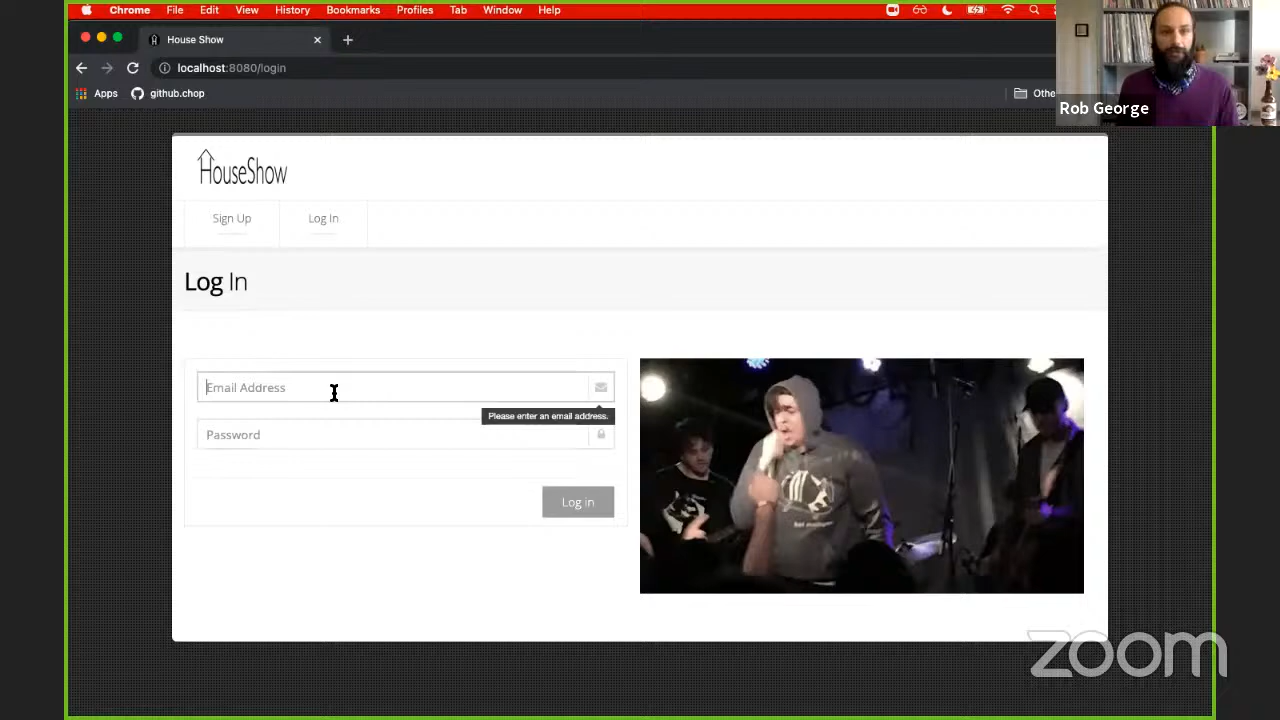 Chrome File Edit View History Bookmarks Profiles Tab Window Help
House Show
localhost:8080/login
Apps github.chop Othe
Rob George
HouseShow
Sign Up Log In
Log In
Email Address
Please enter an email address.
Password
Log in
zoom